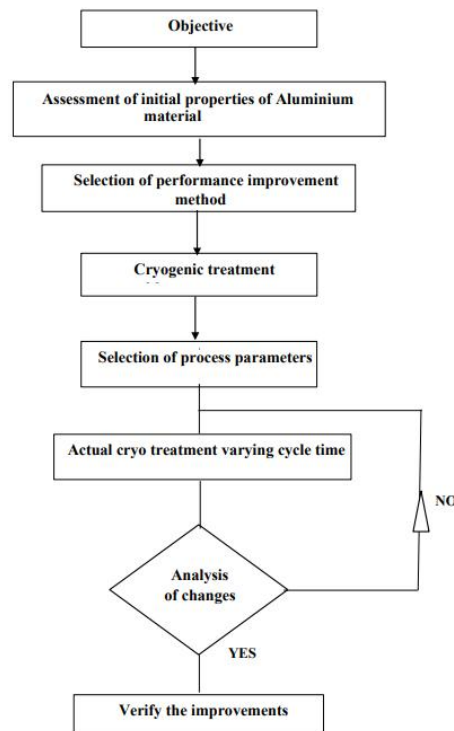 Objective
Assessment of initial properties of Aluminium
material
Selection of performance improvement
method
Cryogenic treatment
Selection of process parameters
Actual cryo treatment varying cycle time
NO
Analysis
of changes
YES
Verify the improvements